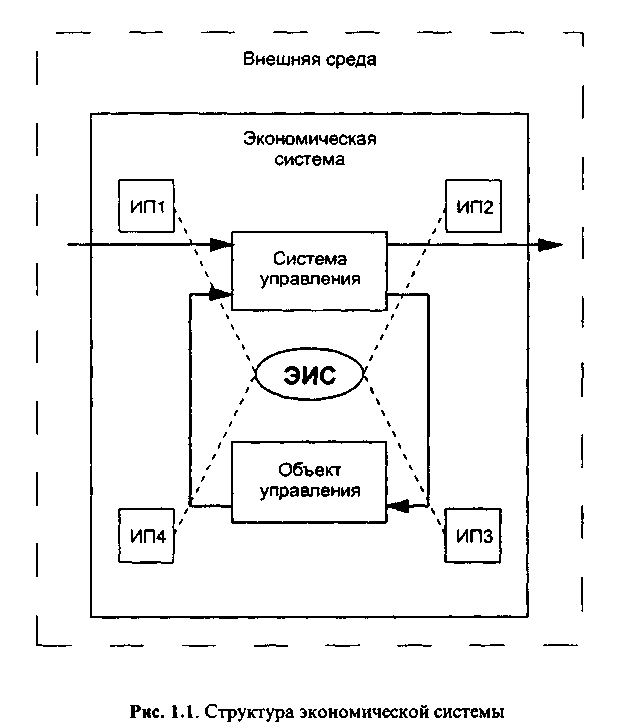 Внешняя среда
Экономическая
система
ИП1
ИП2
Система
управления
ЭИС
Объект
управления
ИП4
ИП3
Рис. 1.1. Структура экономической системы